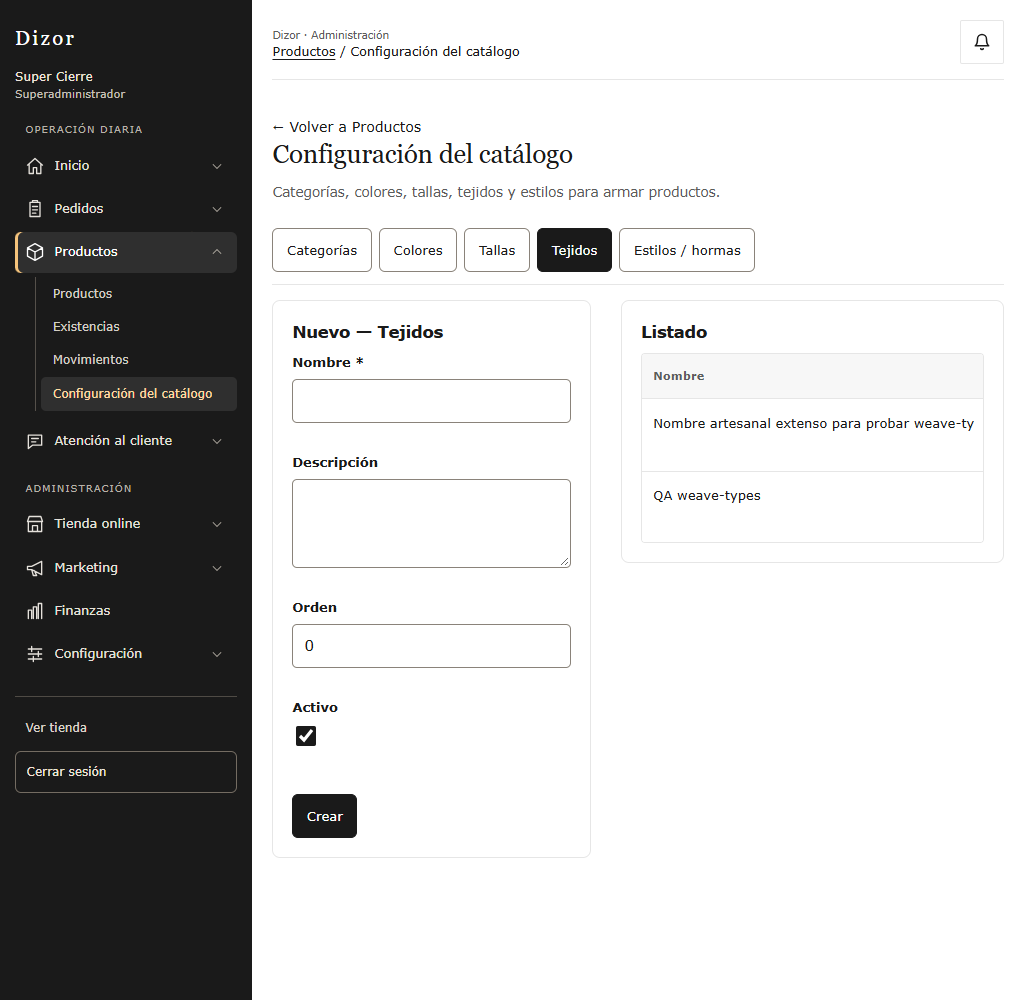 Dizor
Super Cierre
Superadministrador
OPERACIÓN DIARIA
Inicio
Pedidos
Productos
Productos
Existencias
Movimientos
Configuración del catálogo
Atención al cliente
ADMINISTRACIÓN
Tienda online
Marketing
Finanzas
Configuración
Ver tienda
Cerrar sesión
Dizor · Administración
Productos / Configuración del catálogo
← Volver a Productos
Configuración del catálogo
Categorías, colores, tallas, tejidos y estilos para armar productos.
Categorías
Colores
Tallas
Tejidos
Estilos / hormas
Nuevo — Tejidos
Nombre *
Descripción
Orden
0
Activo
Crear
Listado
Nombre
Nombre artesanal extenso para probar weave-ty
QA weave-types